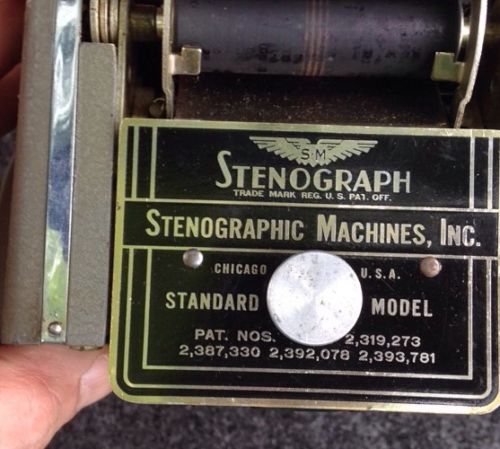 S M
STENOGRAPH
TRADE MARK REG. U. S. PAT. OFF.
STENOGRAPHIC MACHINES, INC.
CHICAGO U.S.A.
STANDARD MODEL
PAT. NOS. 2,319,273
2,387,330 2,392,078 2,393,781